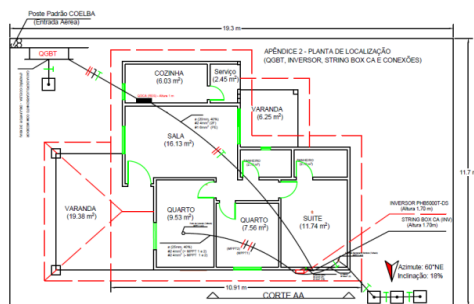 Poste Padrão COELBA
(Entrada Aérea)
19.3 m
QGBT
APÊNDICE 2 - PLANTA DE LOCALIZAÇÃO
(QGBT, INVERSOR, STRING BOX CA E CONEXÕES)
COZINHA
(6.03 m²)
Serviço
(2.45 m²)
VARANDA
(6.25 m²)
SALA
(16.13 m²)
11.7 m
VARANDA
(19.38 m²)
QUARTO
(9.53 m²)
QUARTO
(7.56 m²)
SUITE
(11.74 m²)
INVERSOR PHB5000T-DS
(Altura 1,70 m)
STRING BOX CA (INV)
(Altura 1.70m)
Azimute: 60°NE
Inclinação: 18%
10.91 m
CORTE AA